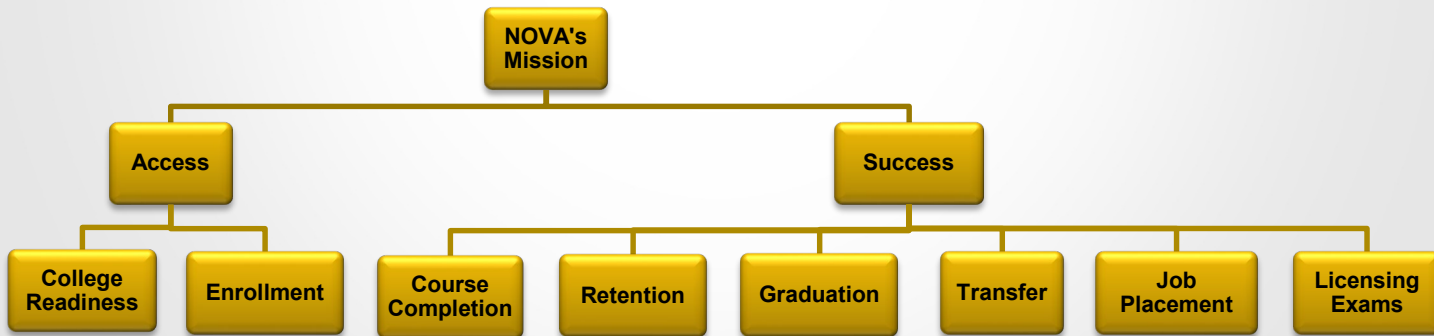 NOVA's
Mission
Access
Success
College
Readiness
Enrollment
Course
Completion
Retention
Graduation
Transfer
Job
Placement
Licensing
Exams